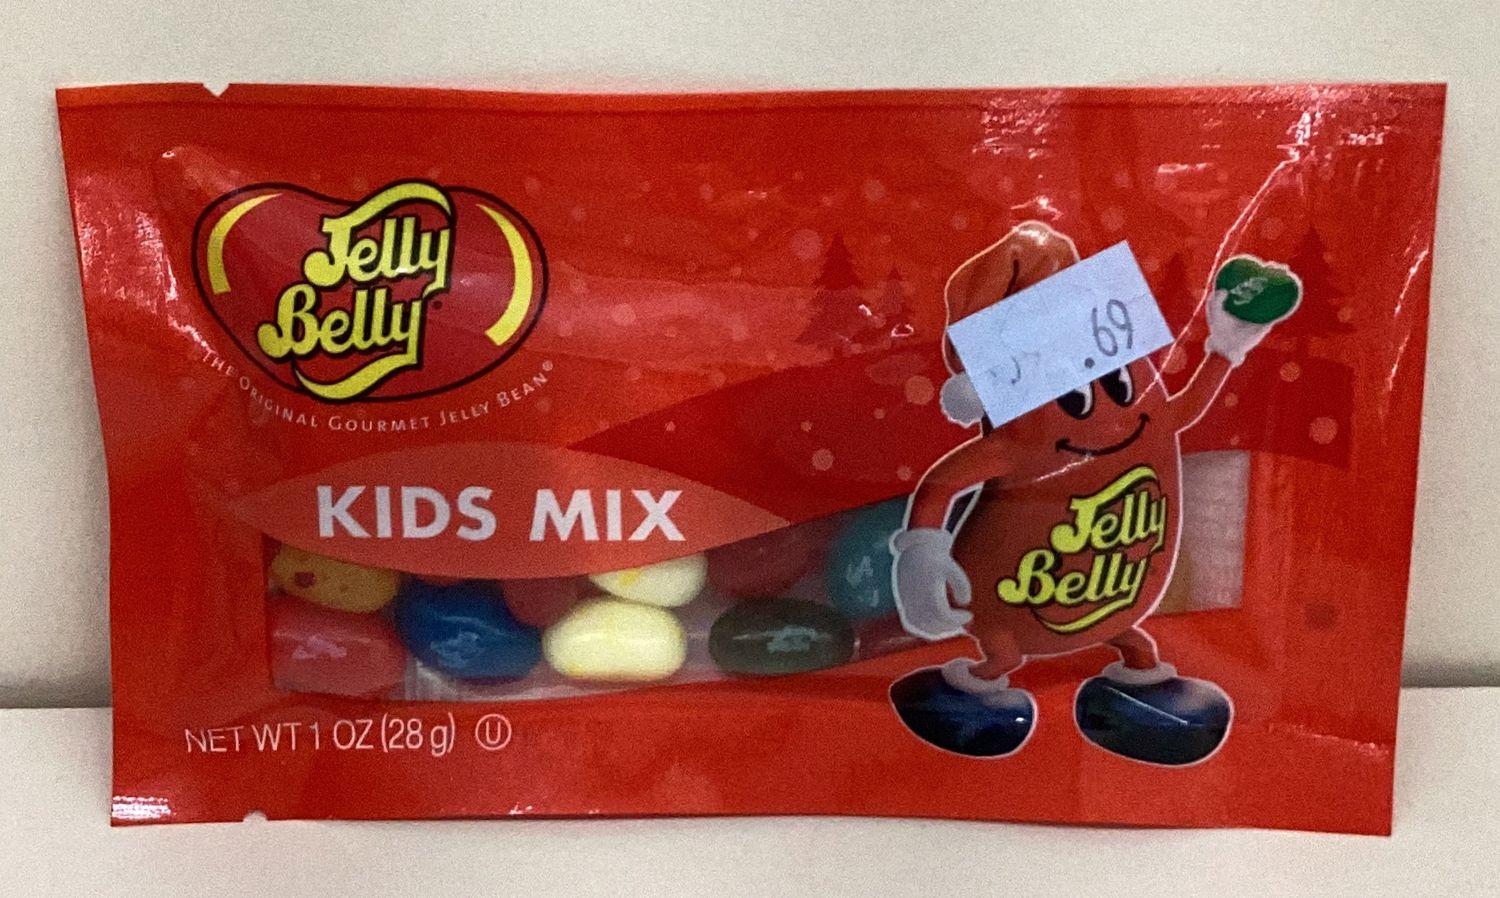 Jelly
Belly®
THE ORIGINAL GOURMET JELLY BEAN®
KIDS MIX
.69
Jelly
Belly
NET WT 1 OZ (28 g) U